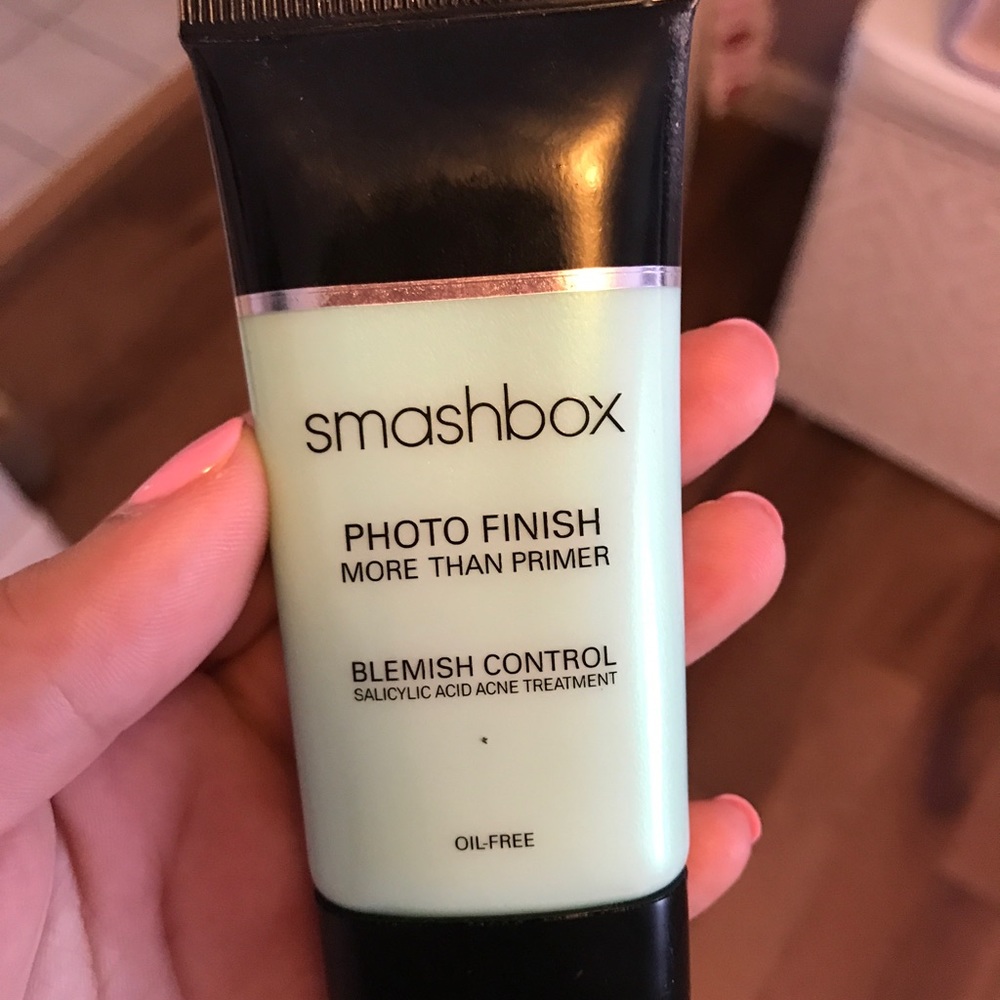 smashbox
PHOTO FINISH
MORE THAN PRIMER
BLEMISH CONTROL
SALICYLIC ACID ACNE TREATMENT
OIL-FREE